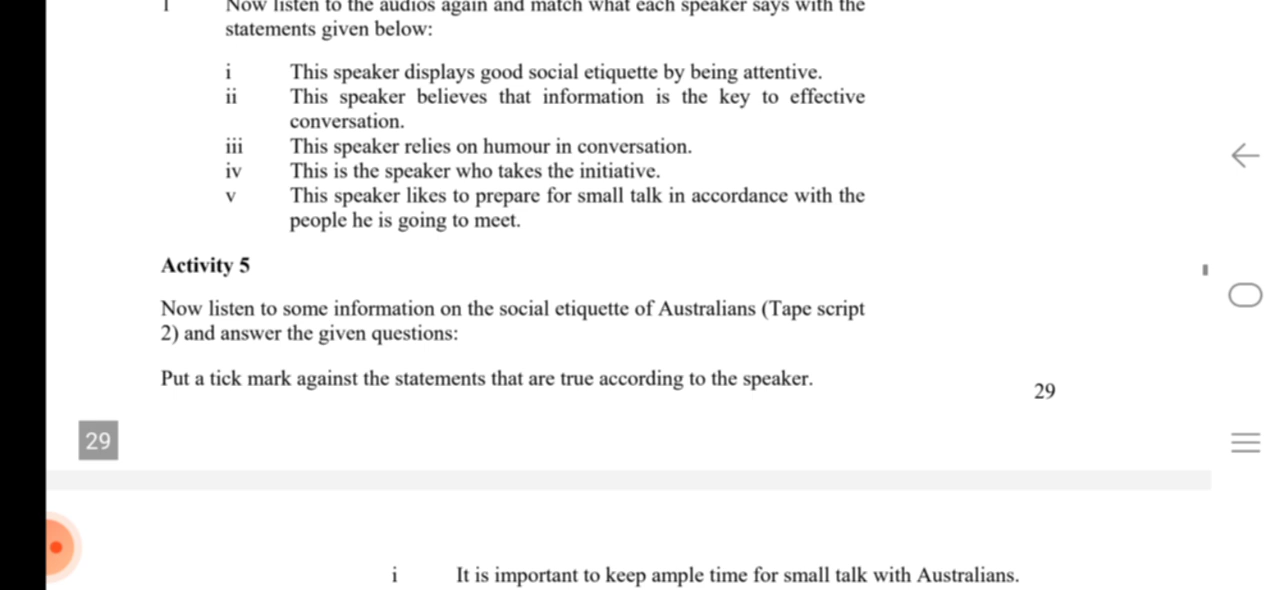 1 Now listen to the audios again and match what each speaker says with the
statements given below:
i This speaker displays good social etiquette by being attentive.
ii This speaker believes that information is the key to effective
conversation.
iii This speaker relies on humour in conversation.
iv This is the speaker who takes the initiative.
v This speaker likes to prepare for small talk in accordance with the
people he is going to meet.
Activity 5
Now listen to some information on the social etiquette of Australians (Tape script
2) and answer the given questions:
Put a tick mark against the statements that are true according to the speaker.
29
29
i It is important to keep ample time for small talk with Australians.